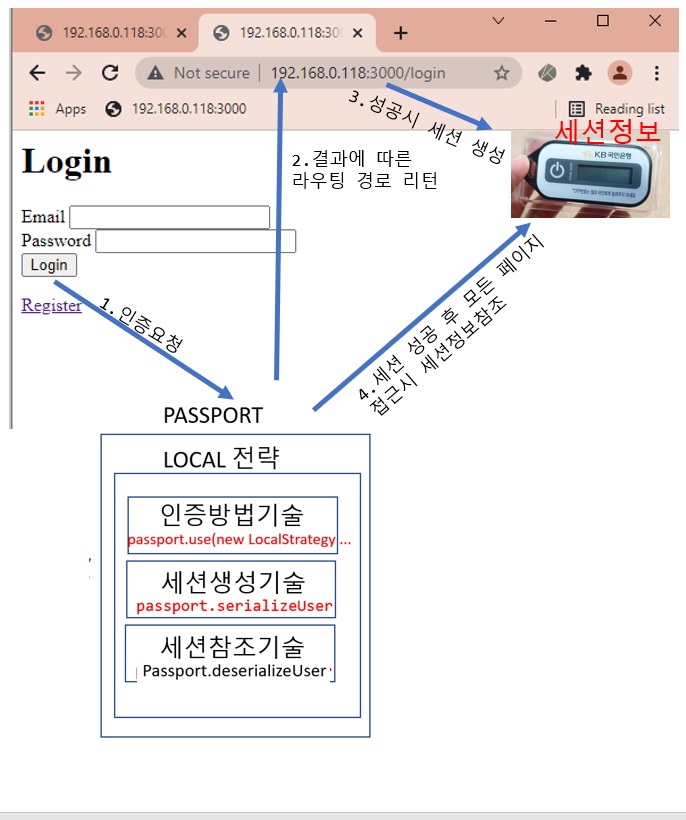 192.168.0.118:300
192.168.0.118:300
Not secure
192.168.0.118:3000/login
Apps
192.168.0.118:3000
Reading list
3.성공시 세션 생성
세션정보
KB 국민은행
Login
2.결과에 따른
라우팅 경로 리턴
Email
Password
Login
Register
1.인증요청
4.세션 성공 후 모든 페이지
접근시 세션정보참조
PASSPORT
LOCAL 전략
인증방법기술
passport.use(new LocalStrategy ...
세션생성기술
passport.serializeUser
세션참조기술
Passport.deserializeUser